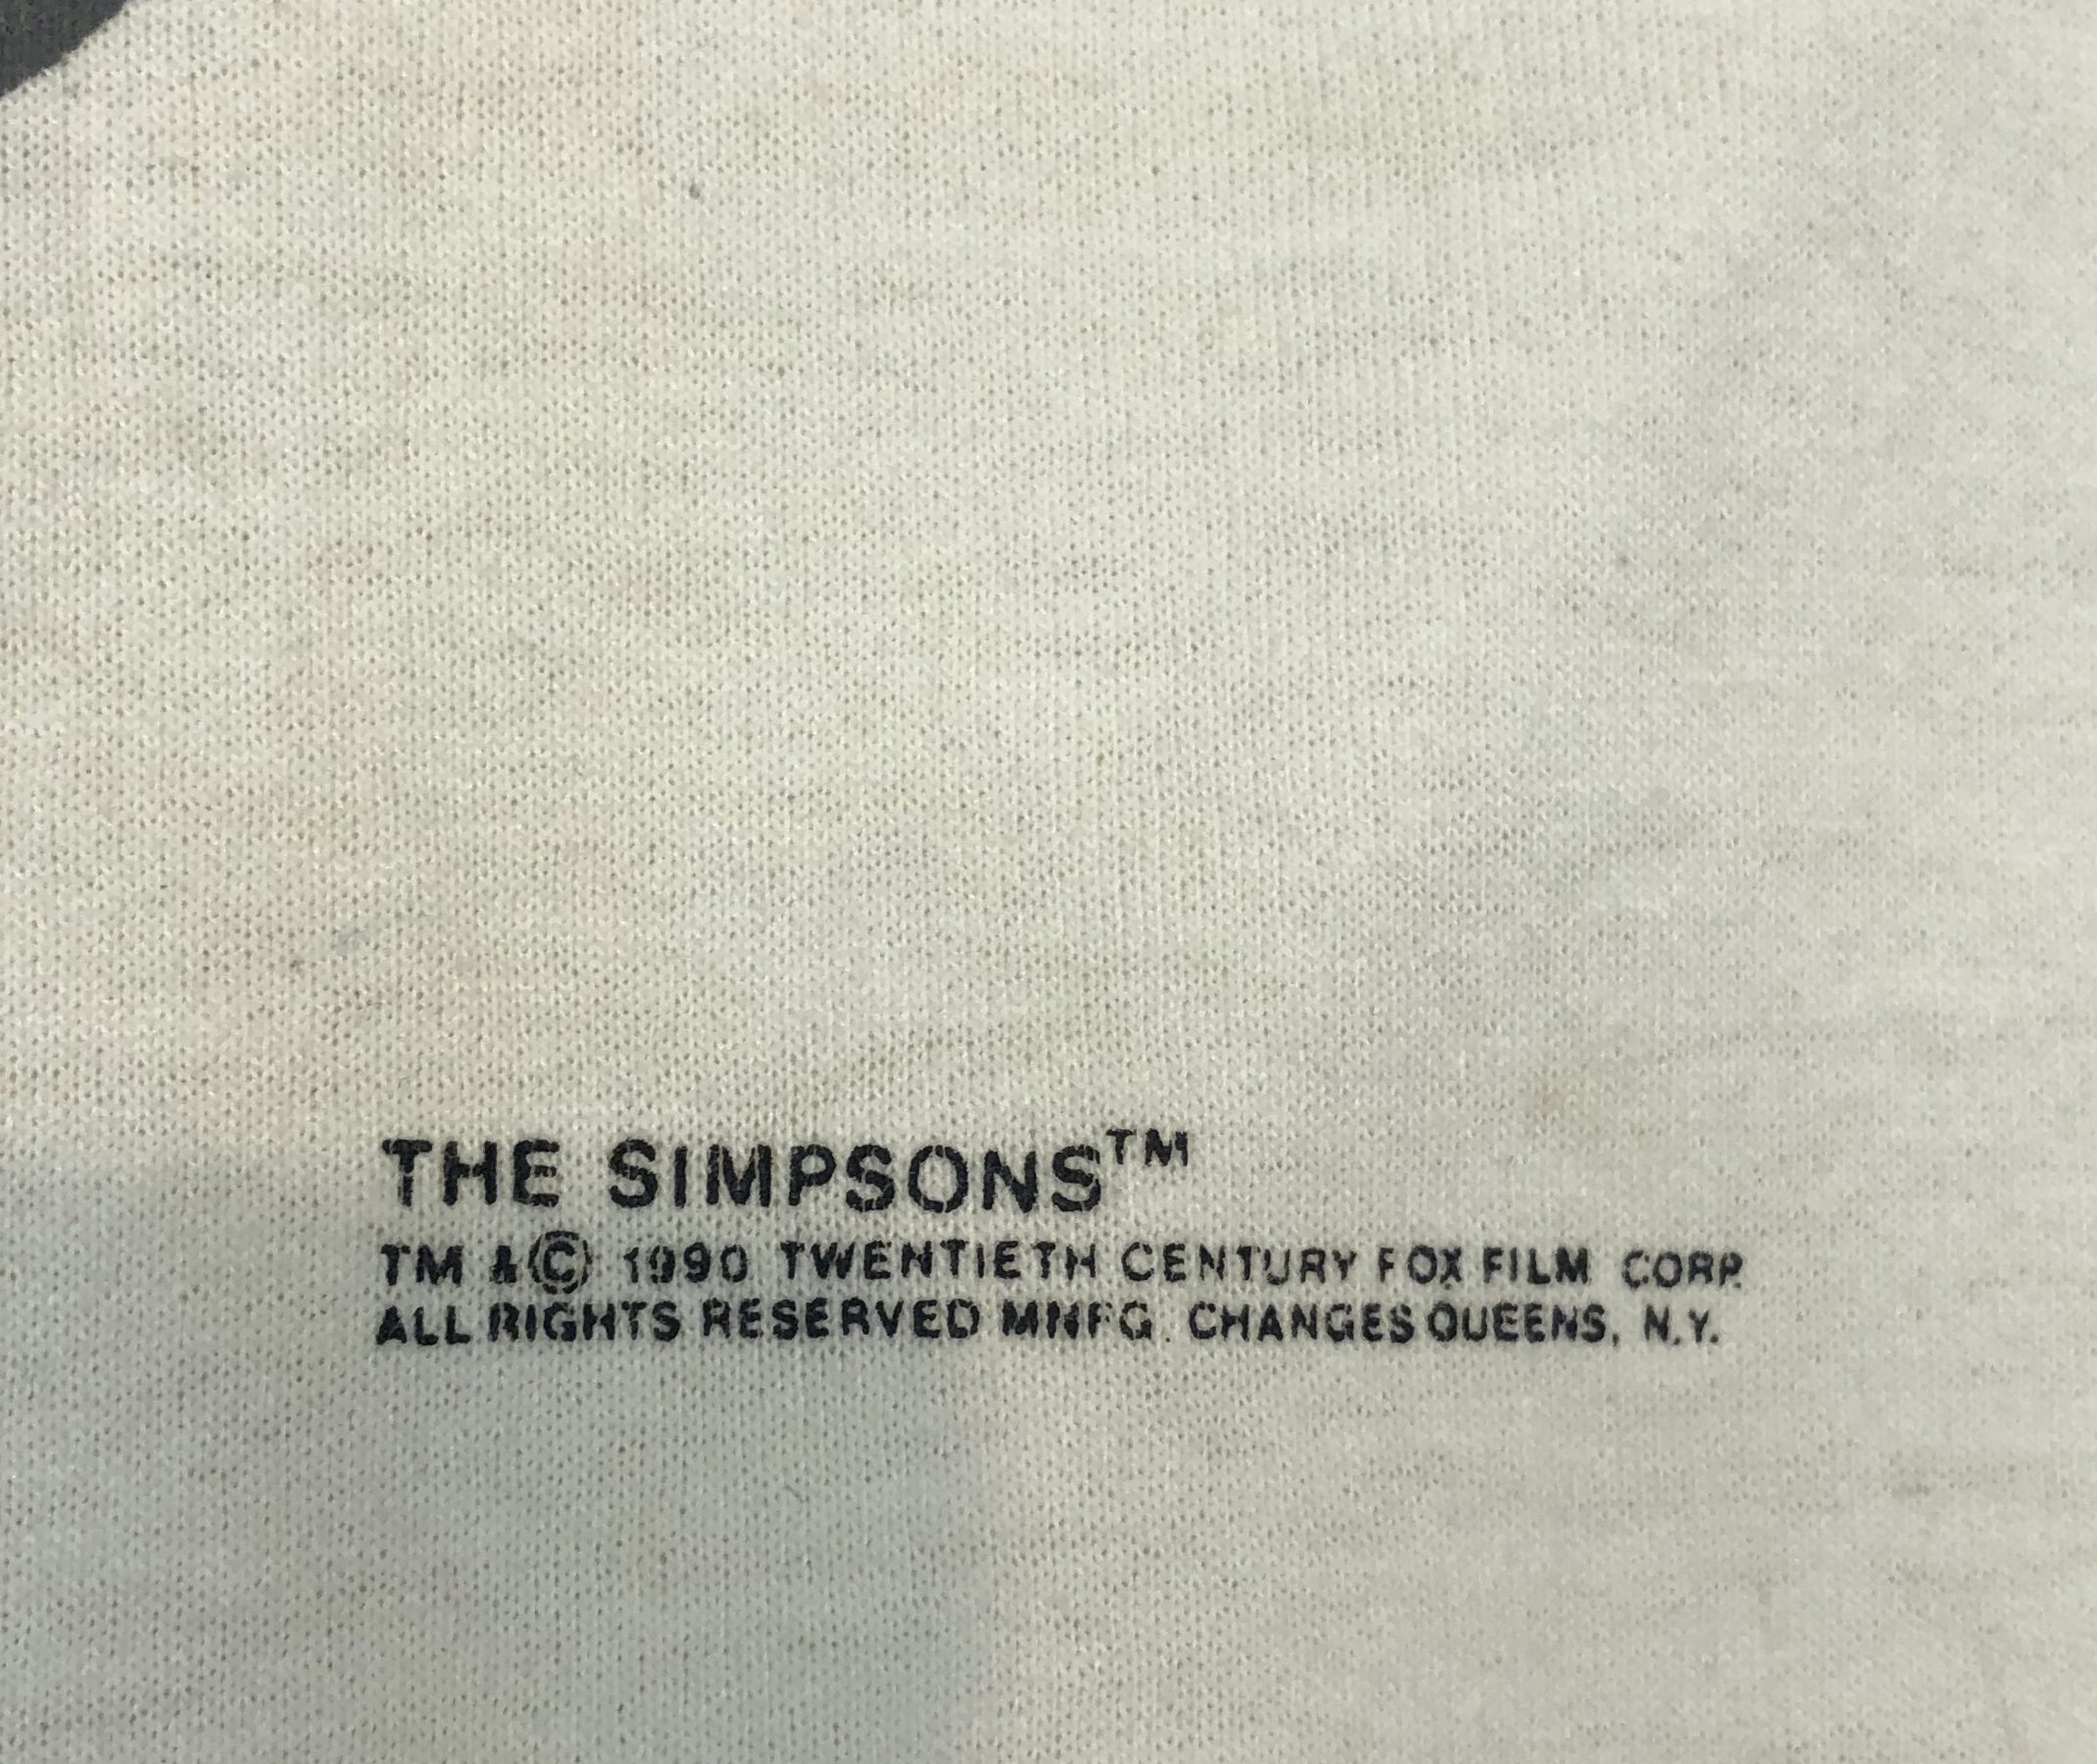 THE SIMPSONS™
TM & © 1990 TWENTIETH CENTURY FOX FILM CORP.
ALL RIGHTS RESERVED MNFG. CHANGES QUEENS, N.Y.